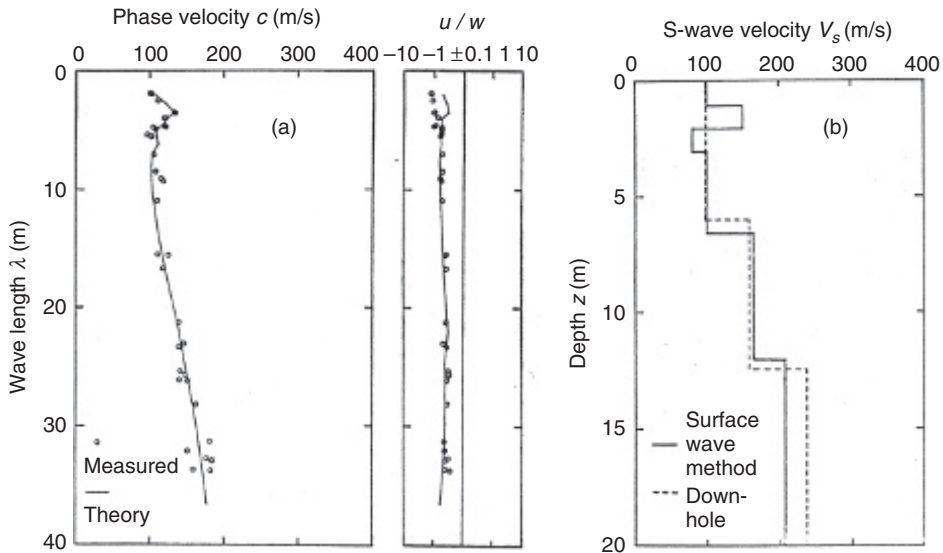 Phase velocity c (m/s)
0 100 200 300 400
0
10
20
30
40
Wave length λ (m)
(a)
Measured
Theory
u / w
−10 −1 ±0.1 1 10
S-wave velocity Vs (m/s)
0 100 200 300 400
0
5
10
15
20
Depth z (m)
(b)
Surface
wave
method
Down-
hole